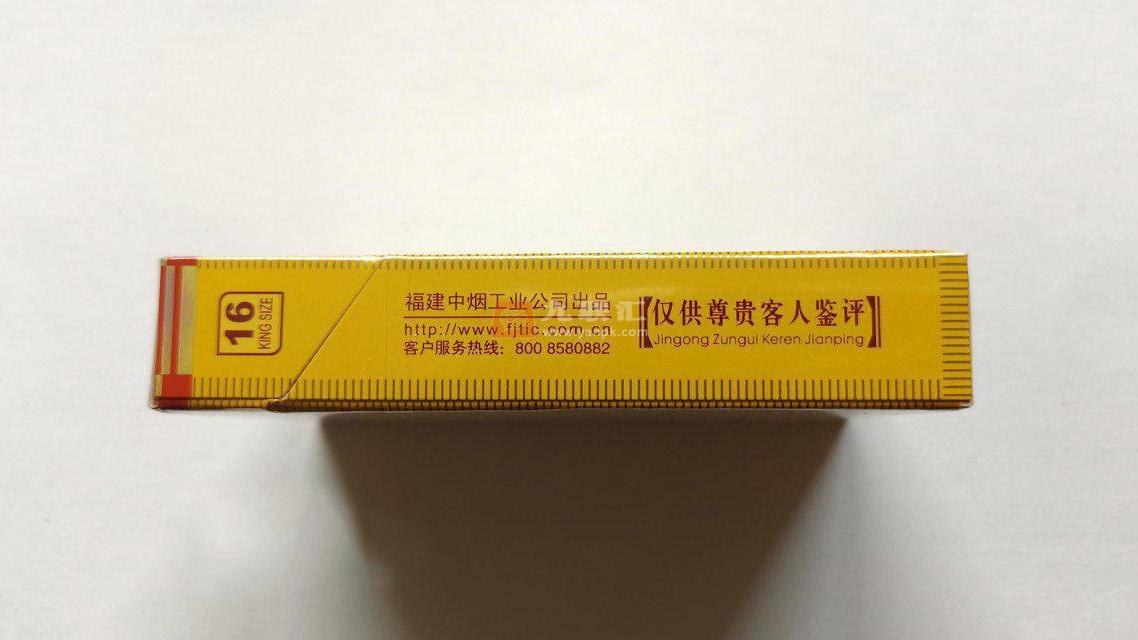 16
KING SIZE
福建中烟工业公司出品
http://www.fjtic.com.cn
客户服务热线：800 8580882
【仅供尊贵客人鉴评】
Jingong Zungui Keren Jianping